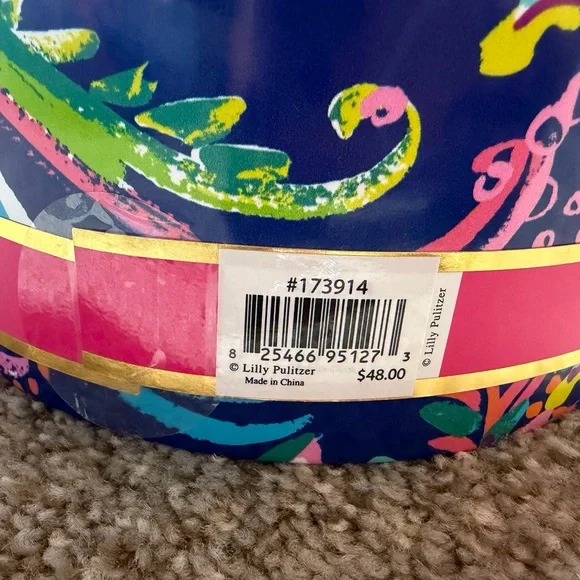 #173914
8 25466 95127 3
© Lilly Pulitzer
Made in China
$48.00
© Lilly Pulitzer